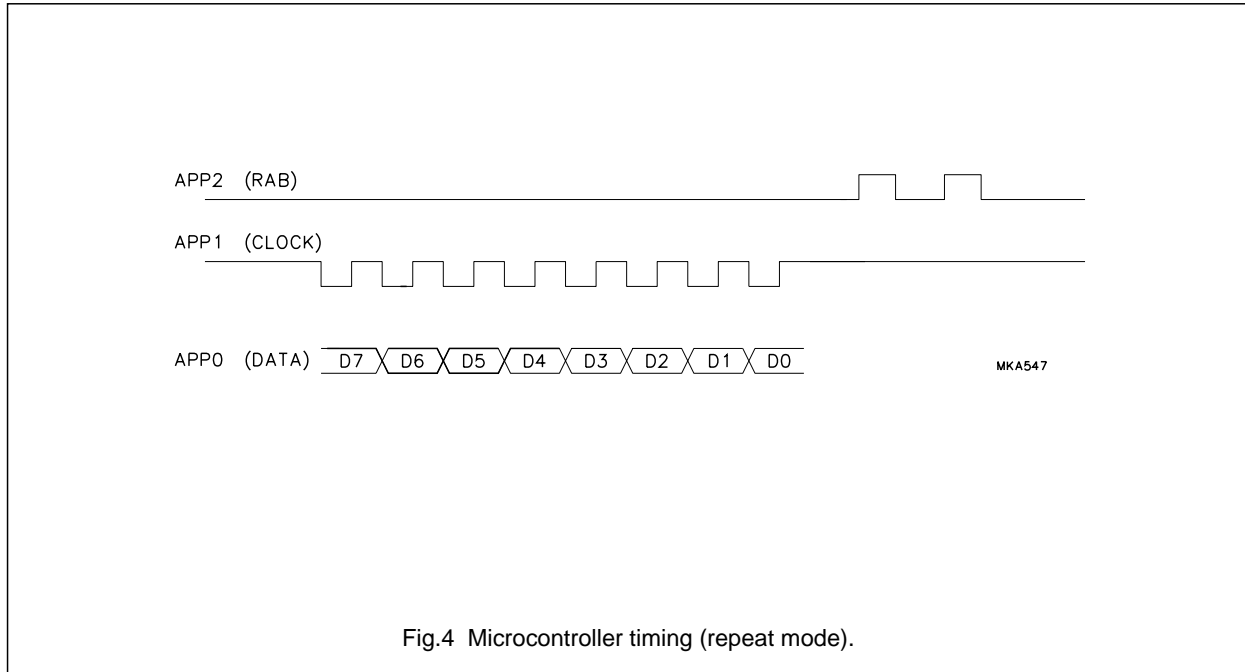 APP2 (RAB)
APP1 (CLOCK)
APP0 (DATA) D7 D6 D5 D4 D3 D2 D1 D0
MKA547
Fig.4 Microcontroller timing (repeat mode).